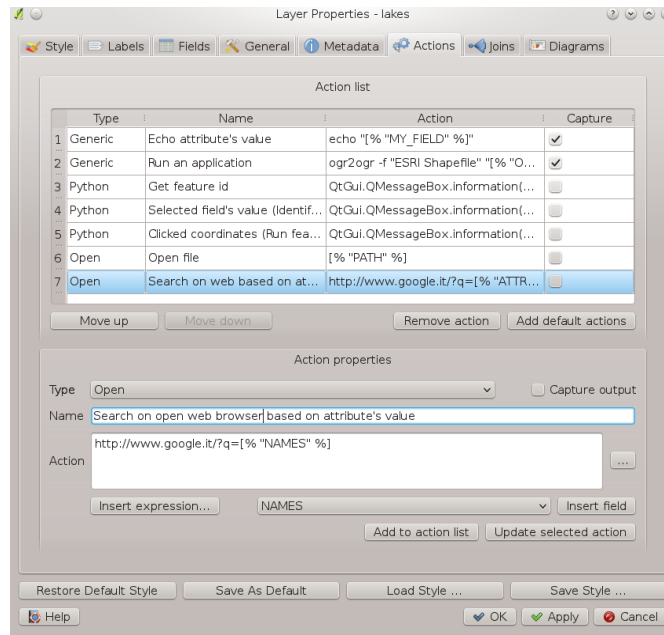 Layer Properties - lakes
Style Labels Fields General Metadata Actions Joins Diagrams
Action list
Type Name Action Capture
1 Generic Echo attribute's value echo "[% "MY_FIELD" %]"
2 Generic Run an application ogr2ogr -f "ESRI Shapefile" "[% "O...
3 Python Get feature id QtGui.QMessageBox.information(...
4 Python Selected field's value (Identif... QtGui.QMessageBox.information(...
5 Python Clicked coordinates (Run fea... QtGui.QMessageBox.information(...
6 Open Open file [% "PATH" %]
7 Open Search on web based on at... http://www.google.it/?q=[% "ATTR...
Move up Move down Remove action Add default actions
Action properties
Type Open Capture output
Name Search on open web browser based on attribute's value
Action http://www.google.it/?q=[% "NAMES" %]
...
Insert expression... NAMES Insert field
Add to action list Update selected action
Restore Default Style Save As Default Load Style ... Save Style ...
Help OK Apply Cancel